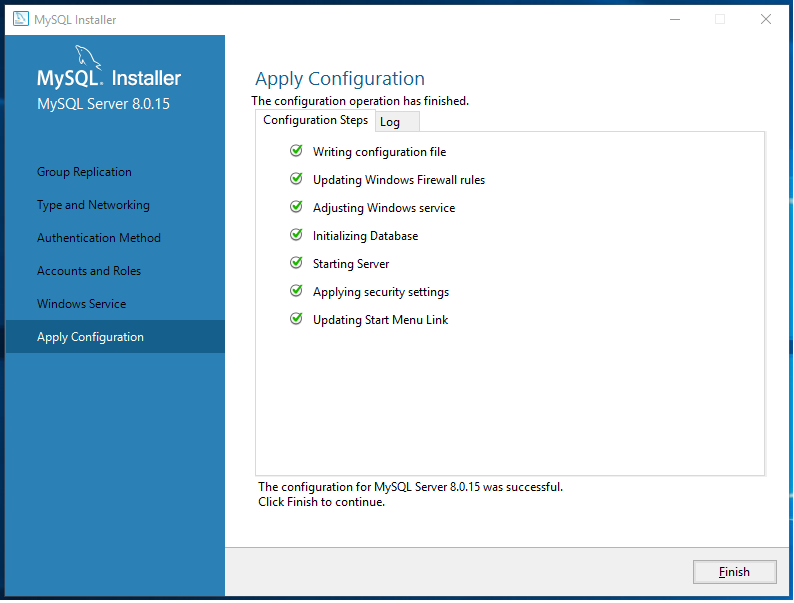 MySQL Installer
MySQL. Installer
MySQL Server 8.0.15
Group Replication
Type and Networking
Authentication Method
Accounts and Roles
Windows Service
Apply Configuration
Apply Configuration
The configuration operation has finished.
Configuration Steps Log
Writing configuration file
Updating Windows Firewall rules
Adjusting Windows service
Initializing Database
Starting Server
Applying security settings
Updating Start Menu Link
The configuration for MySQL Server 8.0.15 was successful.
Click Finish to continue.
Finish